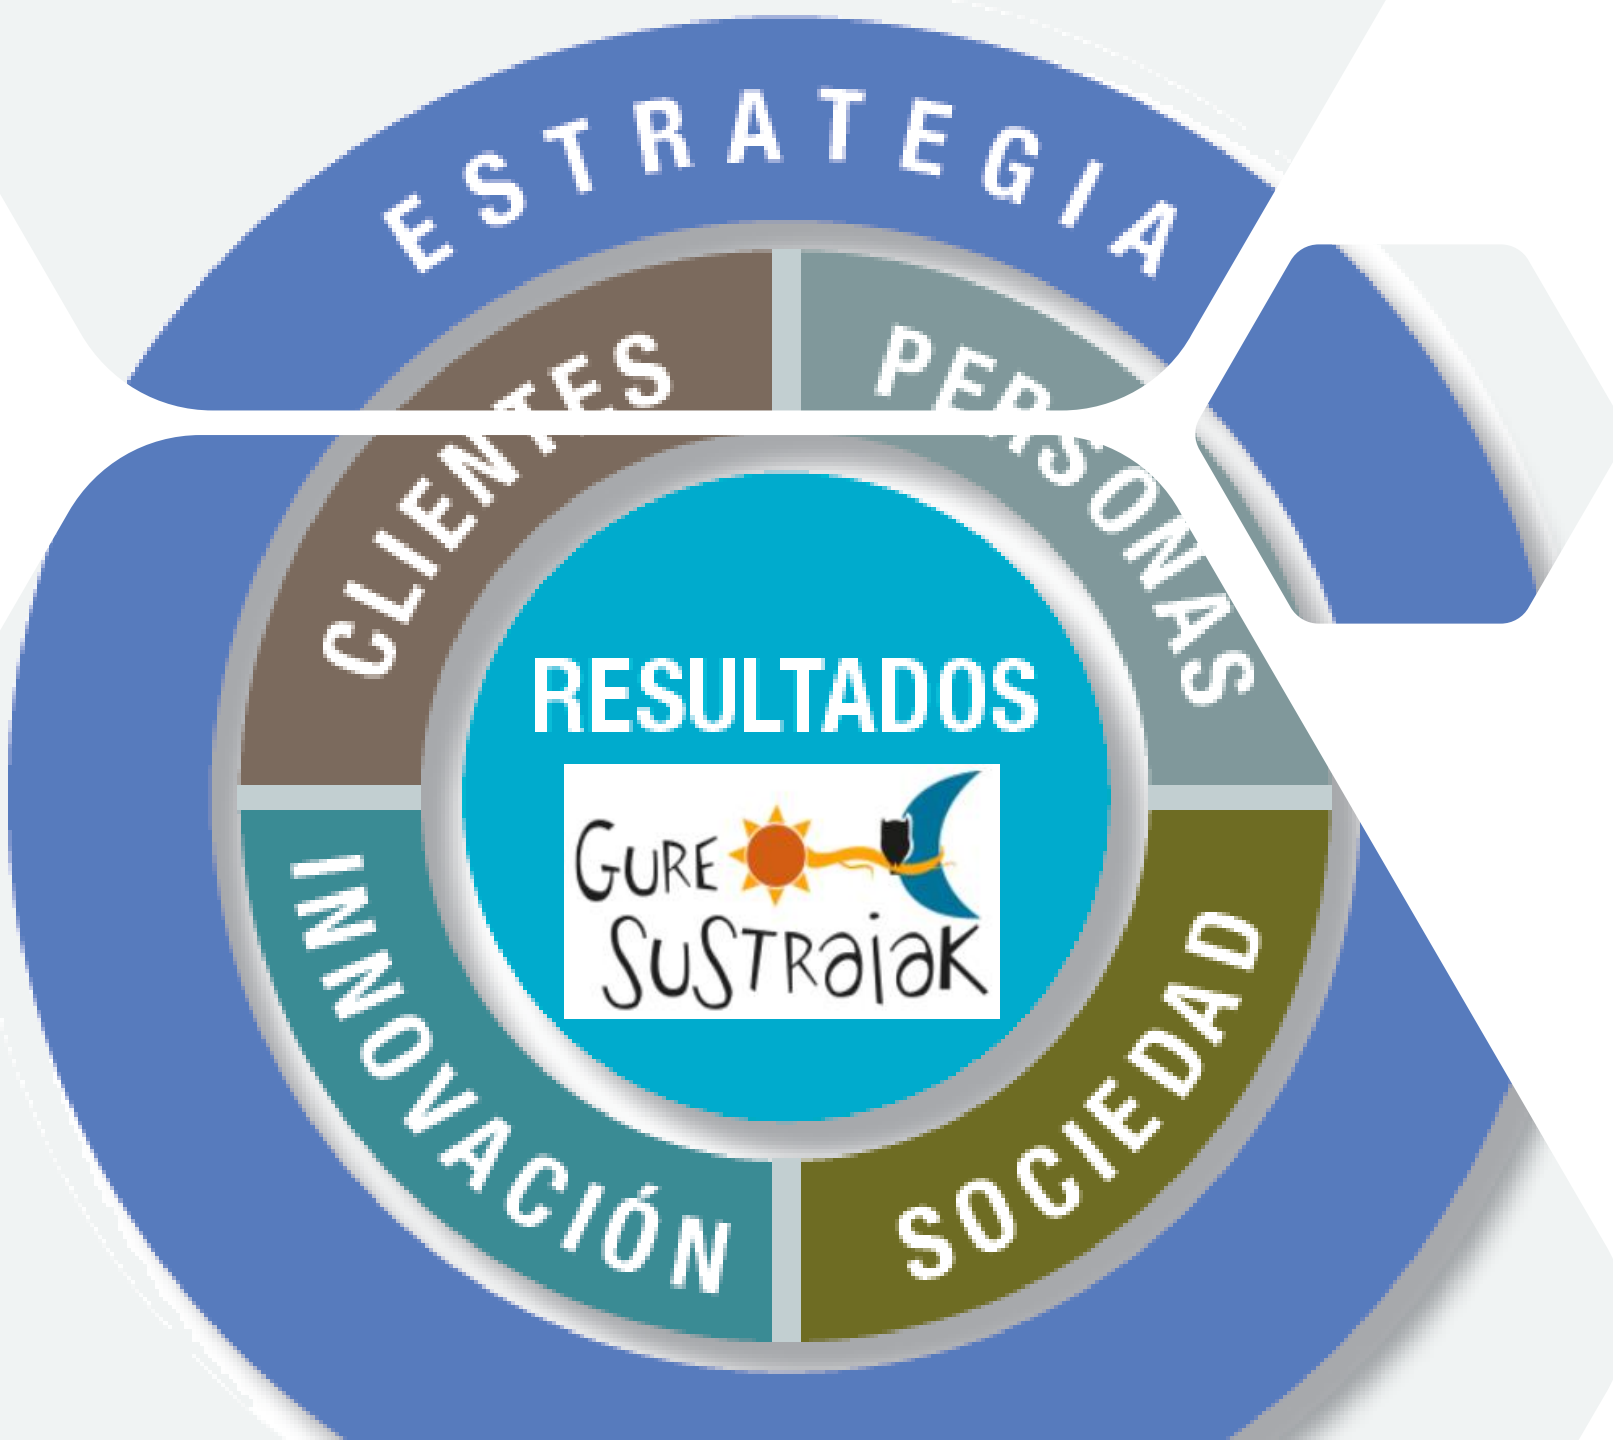 ESTRATEGIA
CLIENTES
PERSONAS
RESULTADOS
GURE
SUSTRAIAK
INNOVACIÓN
SOCIEDAD